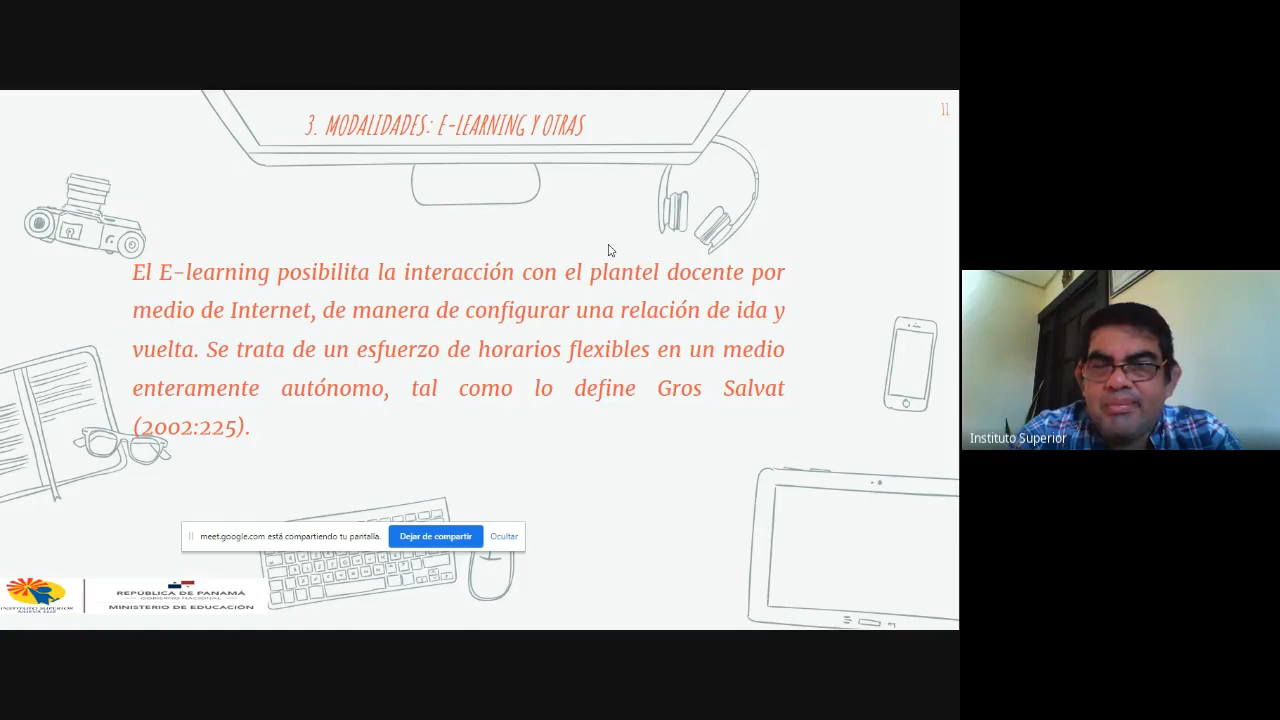 3. MODALIDADES: E-LEARNING Y OTRAS
11
El E-learning posibilita la interacción con el plantel docente por
medio de Internet, de manera de configurar una relación de ida y
vuelta. Se trata de un esfuerzo de horarios flexibles en un medio
enteramente autónomo, tal como lo define Gros Salvat
(2002:225).
Instituto Superior
meet.google.com está compartiendo tu pantalla.
Dejar de compartir
Ocultar
INSTITUTO SUPERIOR
NUEVA LUZ
REPÚBLICA DE PANAMÁ
GOBIERNO NACIONAL
MINISTERIO DE EDUCACIÓN